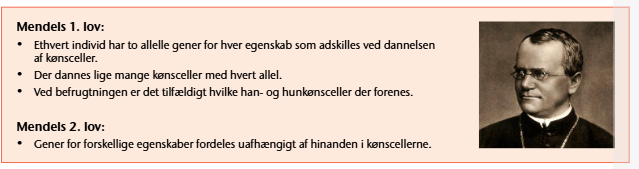 Mendels 1. lov:
• Ethvert individ har to allelle gener for hver egenskab som adskilles ved dannelsen
af kønsceller.
• Der dannes lige mange kønsceller med hvert allel.
• Ved befrugtningen er det tilfældigt hvilke han- og hunkønsceller der forenes.
Mendels 2. lov:
• Gener for forskellige egenskaber fordeles uafhængigt af hinanden i kønscellerne.